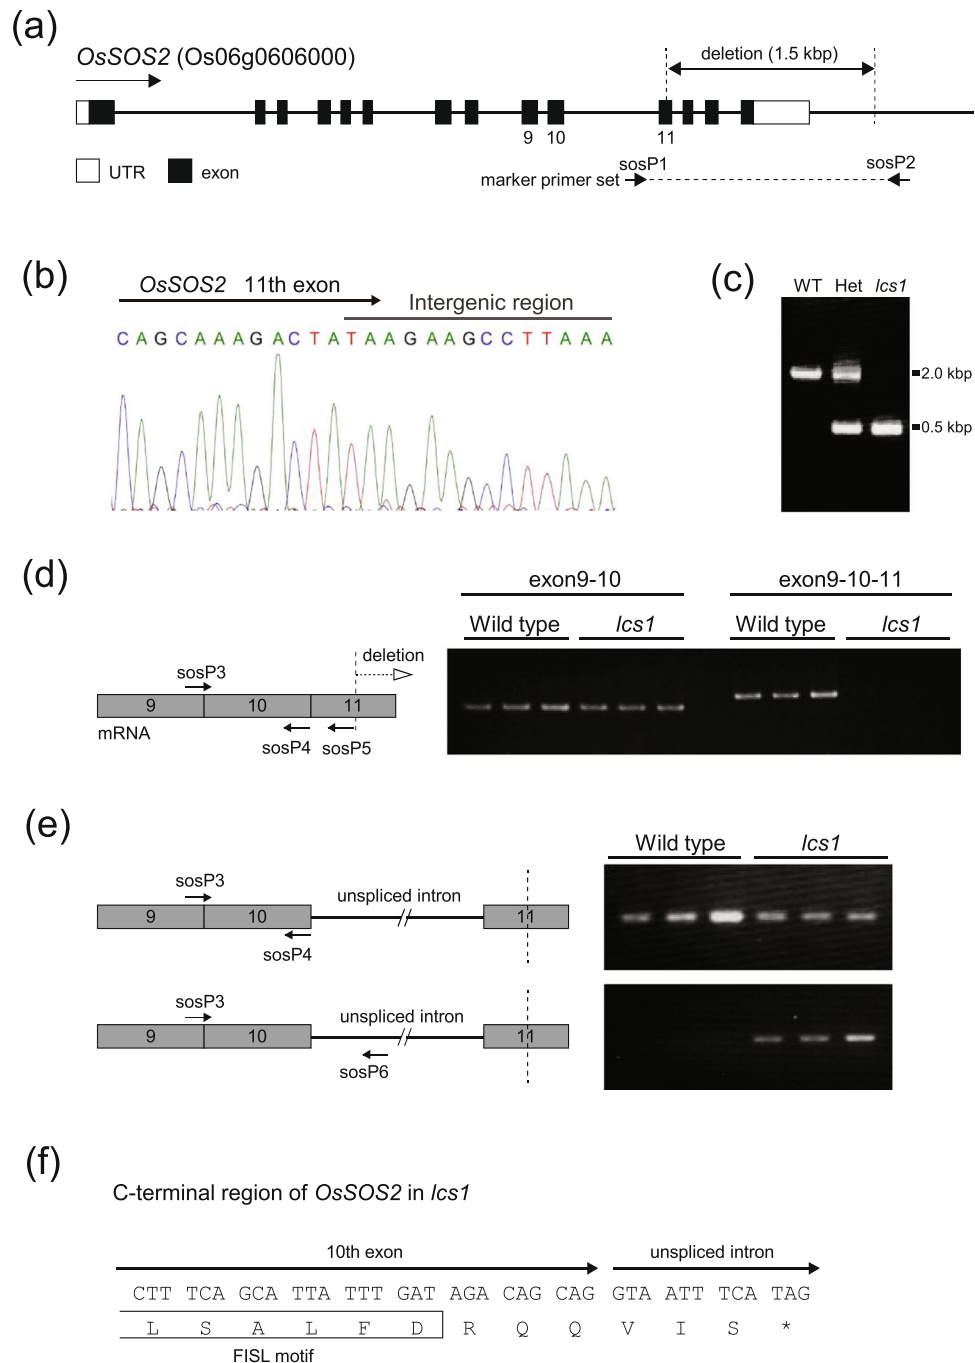 (a)
OsSOS2 (Os06g0606000)
deletion (1.5 kbp)
9 10 11
UTR exon
marker primer set sosP1 sosP2
(b)
OsSOS2 11th exon
Intergenic region
CAGCAAAGACTATAAGAAGCCTTAAA
(c)
WT Het lcs1
2.0 kbp
0.5 kbp
(d)
exon9-10 exon9-10-11
Wild type lcs1 Wild type lcs1
deletion
sosP3
9 10 11
mRNA
sosP4 sosP5
(e)
Wild type lcs1
sosP3
unspliced intron
9 10 11
sosP4
sosP3
unspliced intron
9 10 11
sosP6
(f)
C-terminal region of OsSOS2 in lcs1
10th exon unspliced intron
CTT TCA GCA TTA TTT GAT AGA CAG CAG GTA ATT TCA TAG
L S A L F D R Q Q V I S *
FISL motif